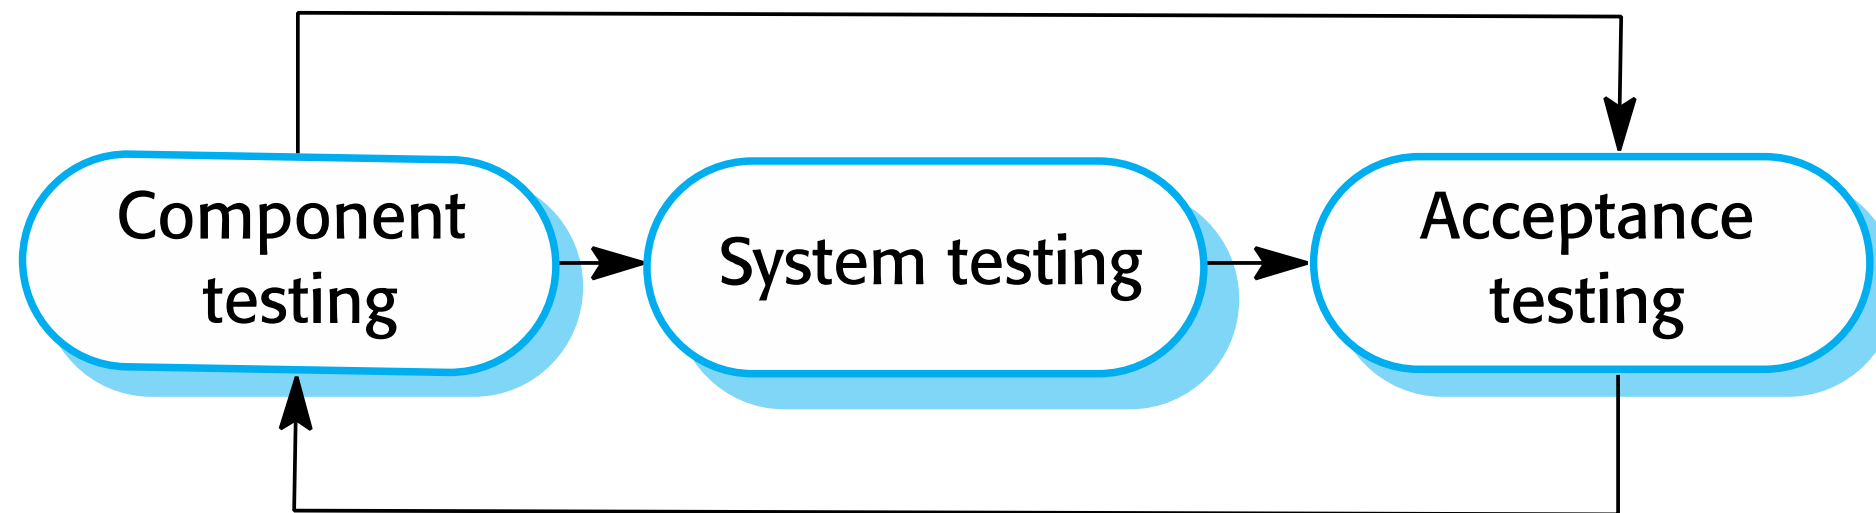 Component
testing
System testing
Acceptance
testing